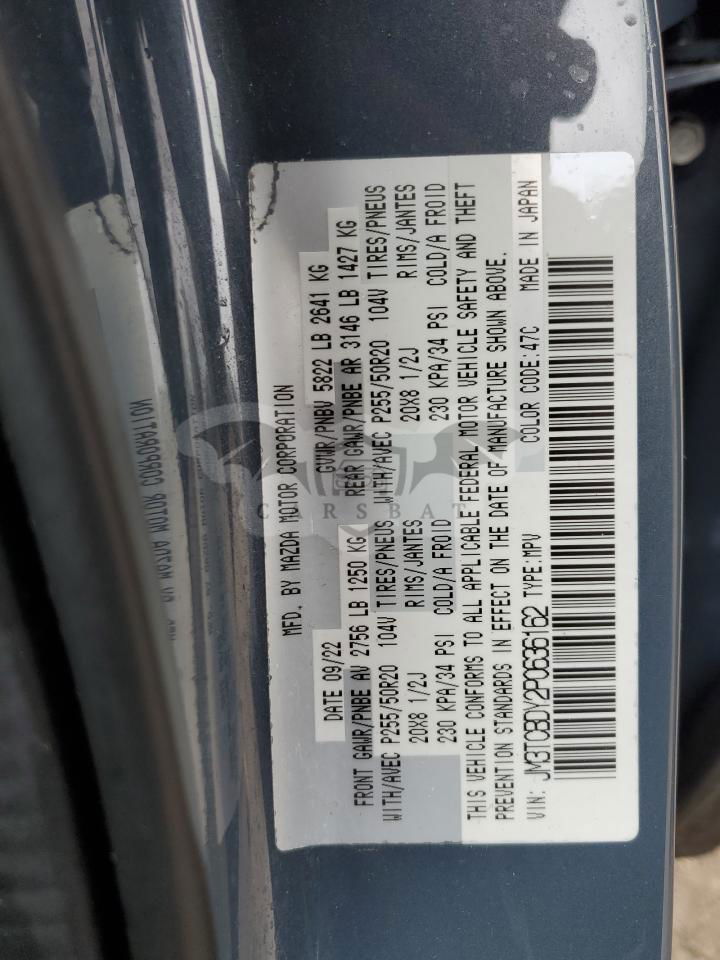 MFD. BY MAZDA MOTOR CORPORATION
DATE 09/22 GVWR/PNBV 5822 LB 2641 KG
FRONT GAWR/PNBE AV 2756 LB 1250 KG REAR GAWR/PNBE AR 3146 LB 1427 KG
WITH/AVEC P255/50R20 104V TIRES/PNEUS WITH/AVEC P255/50R20 104V TIRES/PNEUS
20X8 1/2J RIMS/JANTES 20X8 1/2J RIMS/JANTES
230 KPA/34 PSI COLD/A FROID 230 KPA/34 PSI COLD/A FROID
THIS VEHICLE CONFORMS TO ALL APPLICABLE FEDERAL MOTOR VEHICLE SAFETY AND THEFT
PREVENTION STANDARDS IN EFFECT ON THE DATE OF MANUFACTURE SHOWN ABOVE.
VIN: JM3TCBDY2P0636162 TYPE:MPV COLOR CODE:47C MADE IN JAPAN
CARSBAT